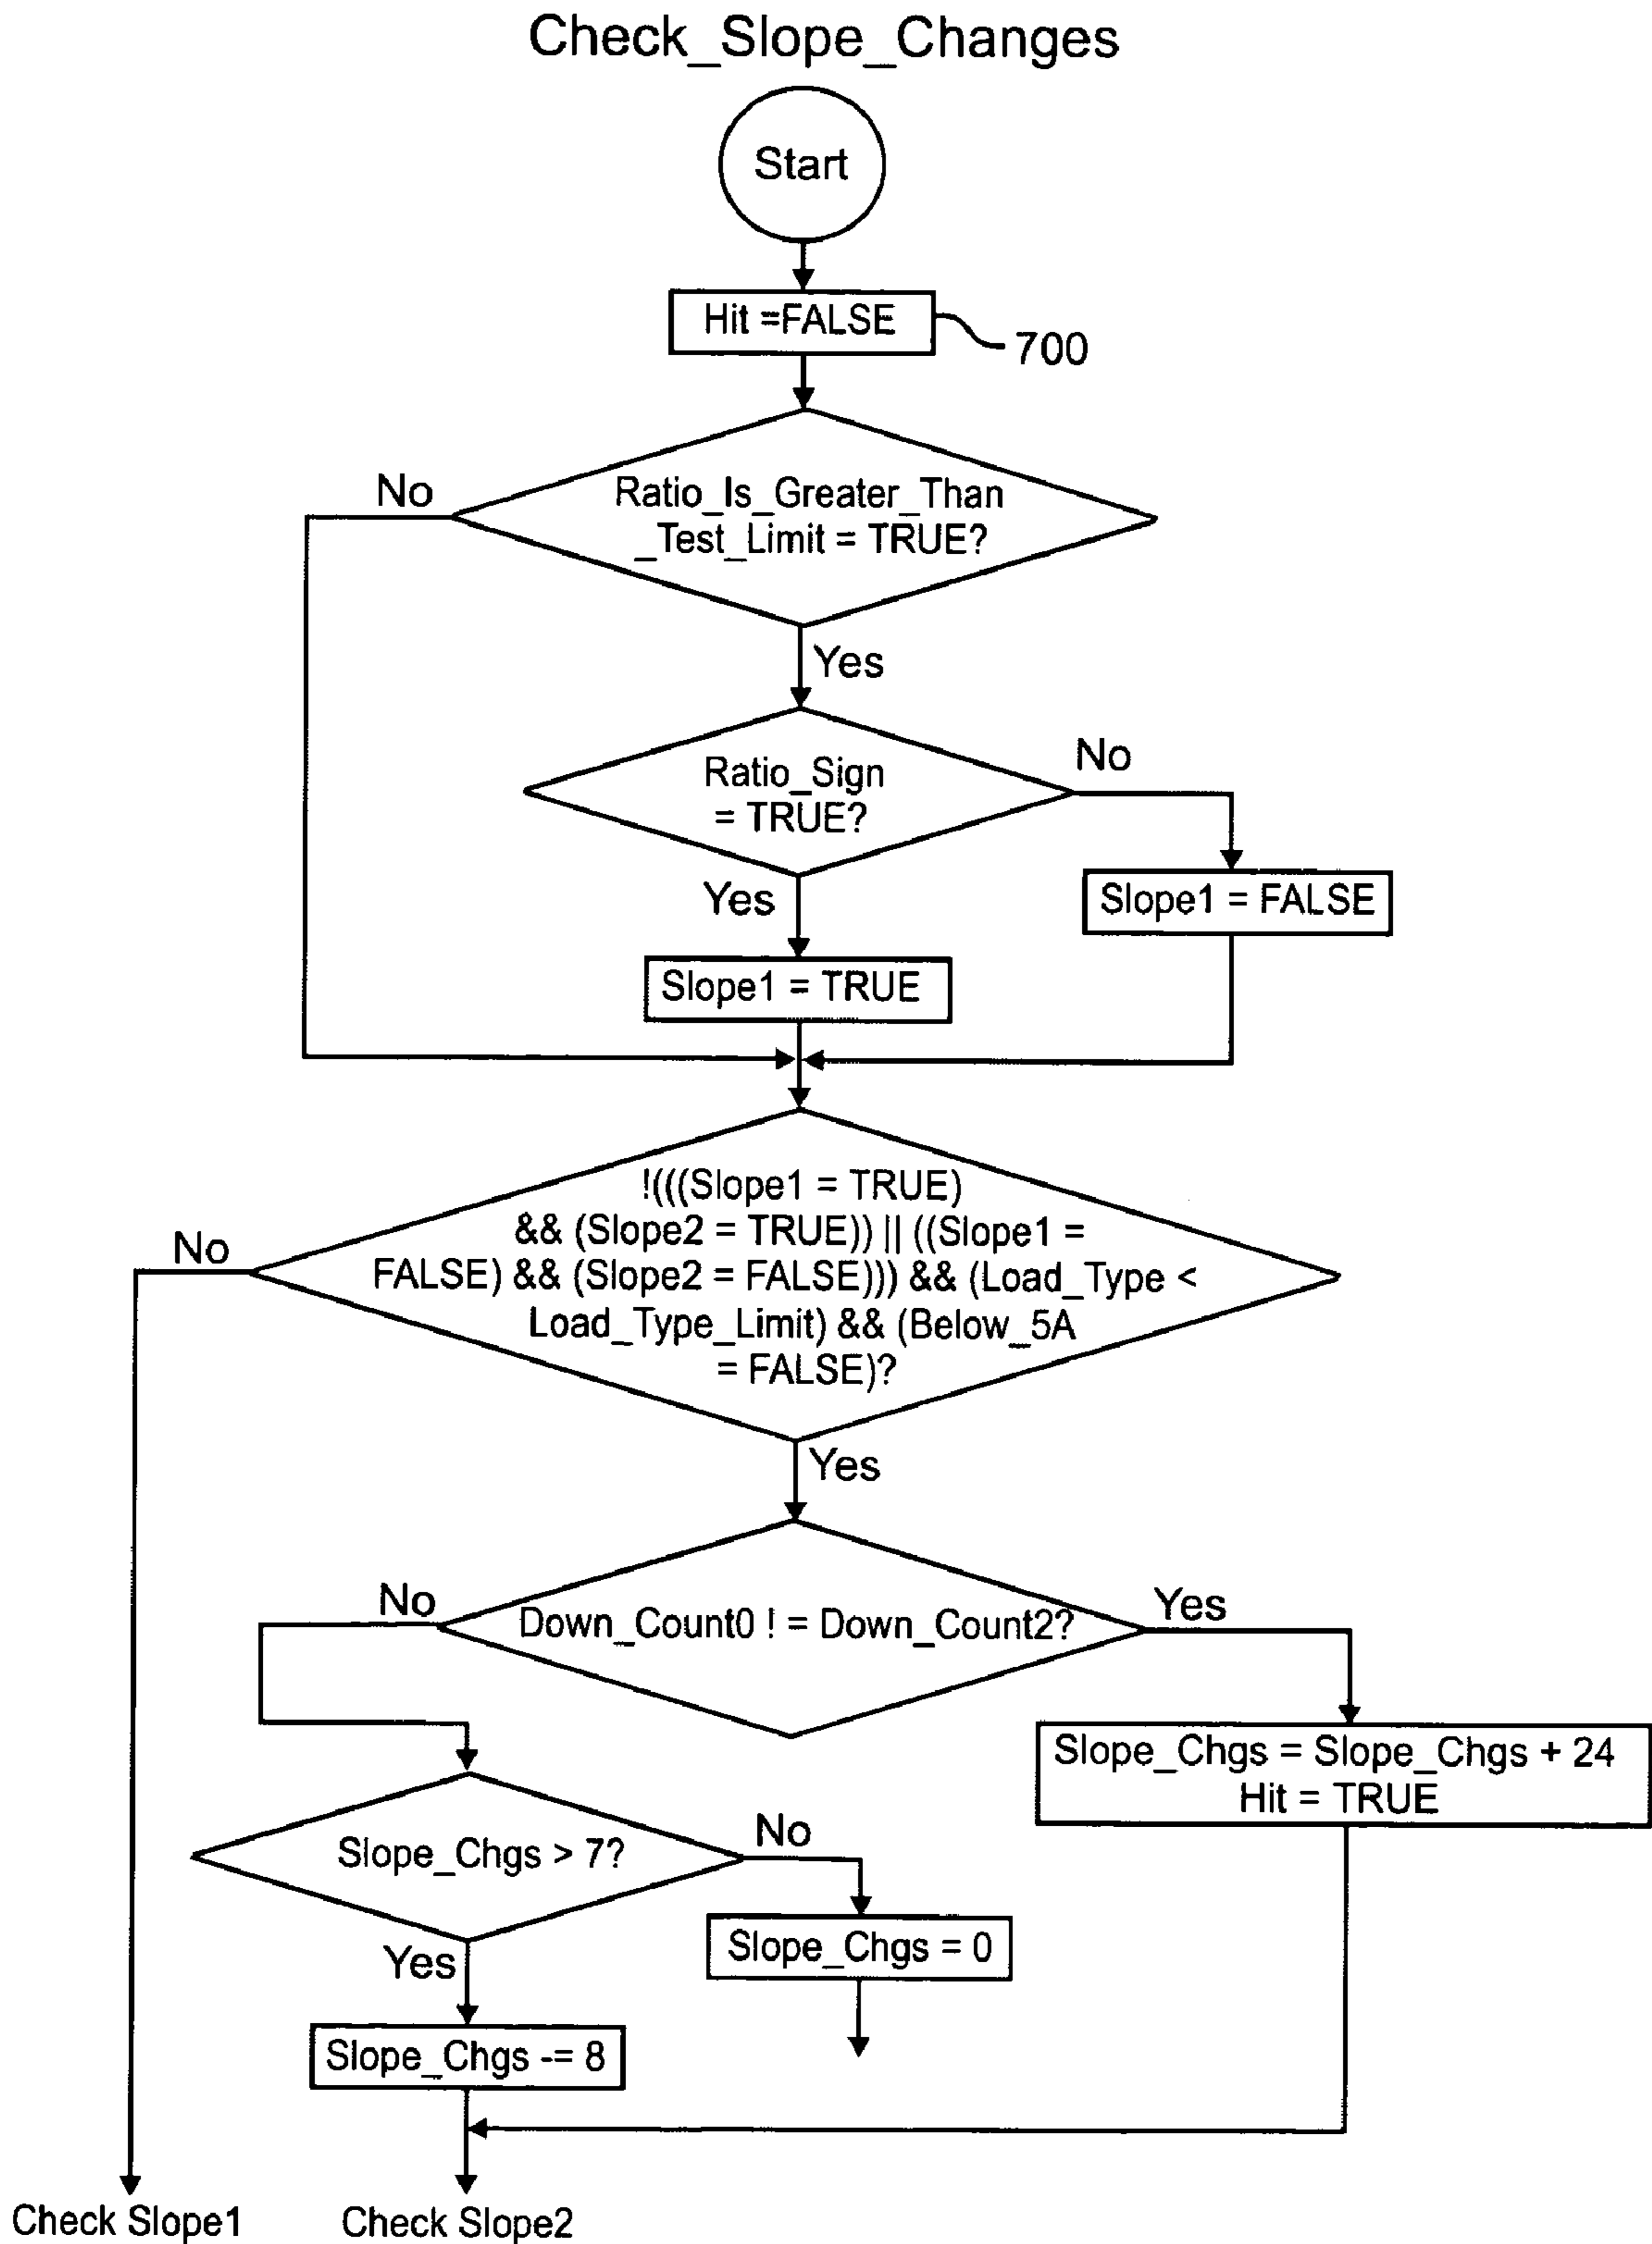 Check_Slope_Changes
Start
Hit =FALSE
700
Ratio_Is_Greater_Than
_Test_Limit = TRUE?
No
Yes
Ratio_Sign
= TRUE?
No
Yes
Slope1 = FALSE
Slope1 = TRUE
!(((Slope1 = TRUE)
&& (Slope2 = TRUE)) || ((Slope1 =
FALSE) && (Slope2 = FALSE))) && (Load_Type <
Load_Type_Limit) && (Below_5A
= FALSE)?
No
Yes
Down_Count0 ! = Down_Count2?
No
Yes
Slope_Chgs = Slope_Chgs + 24
Hit = TRUE
Slope_Chgs > 7?
No
Slope_Chgs = 0
Yes
Slope_Chgs -= 8
Check Slope1
Check Slope2